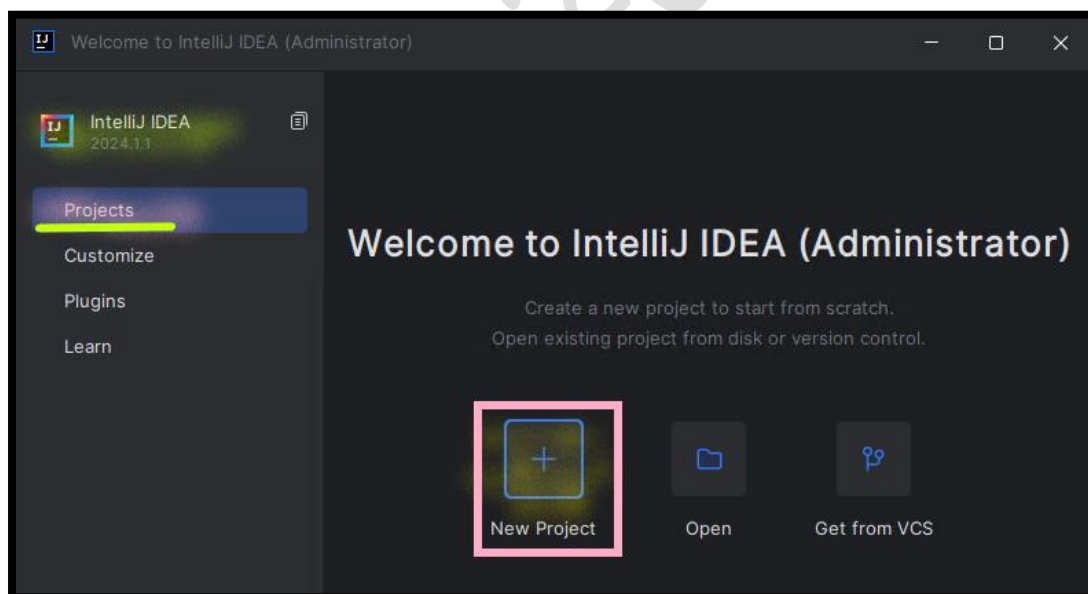 Welcome to IntelliJ IDEA (Administrator)
IntelliJ IDEA
2024.1.1
Projects
Customize
Plugins
Learn
Welcome to IntelliJ IDEA (Administrator)
Create a new project to start from scratch.
Open existing project from disk or version control.
New Project
Open
Get from VCS